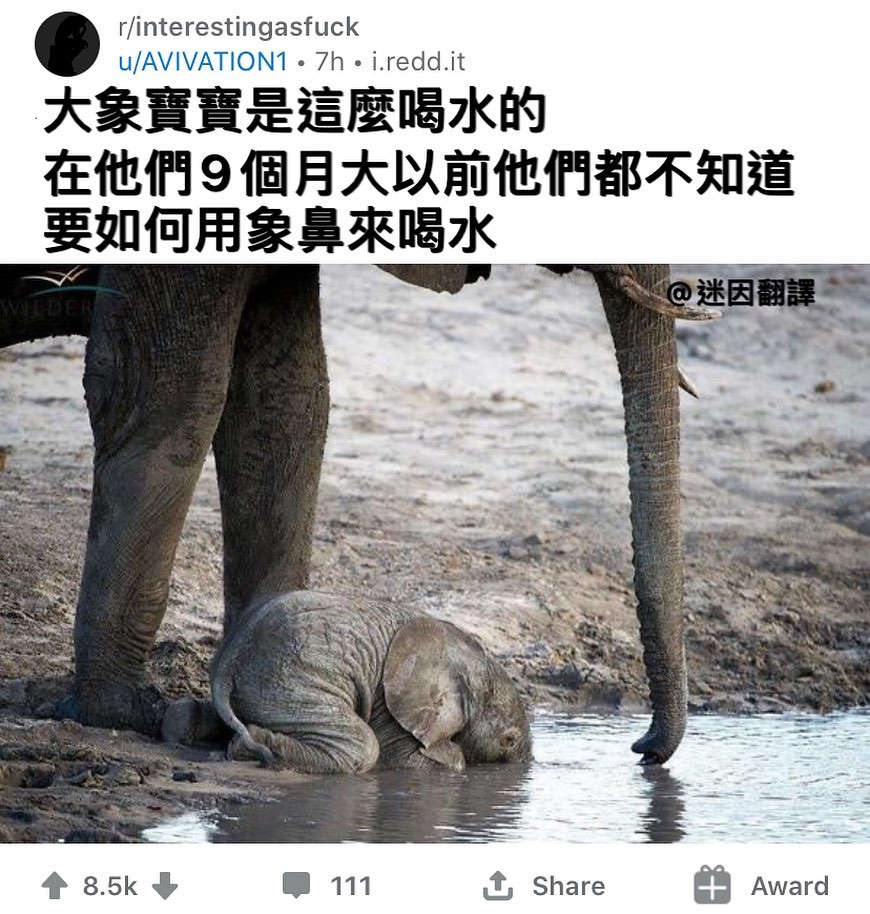 r/interestingasfuck
u/AVIVATION1 • 7h • i.redd.it
大象寶寶是這麼喝水的
在他們9個月大以前他們都不知道
要如何用象鼻來喝水
@迷因翻譯
WILDER
8.5k 111 Share Award